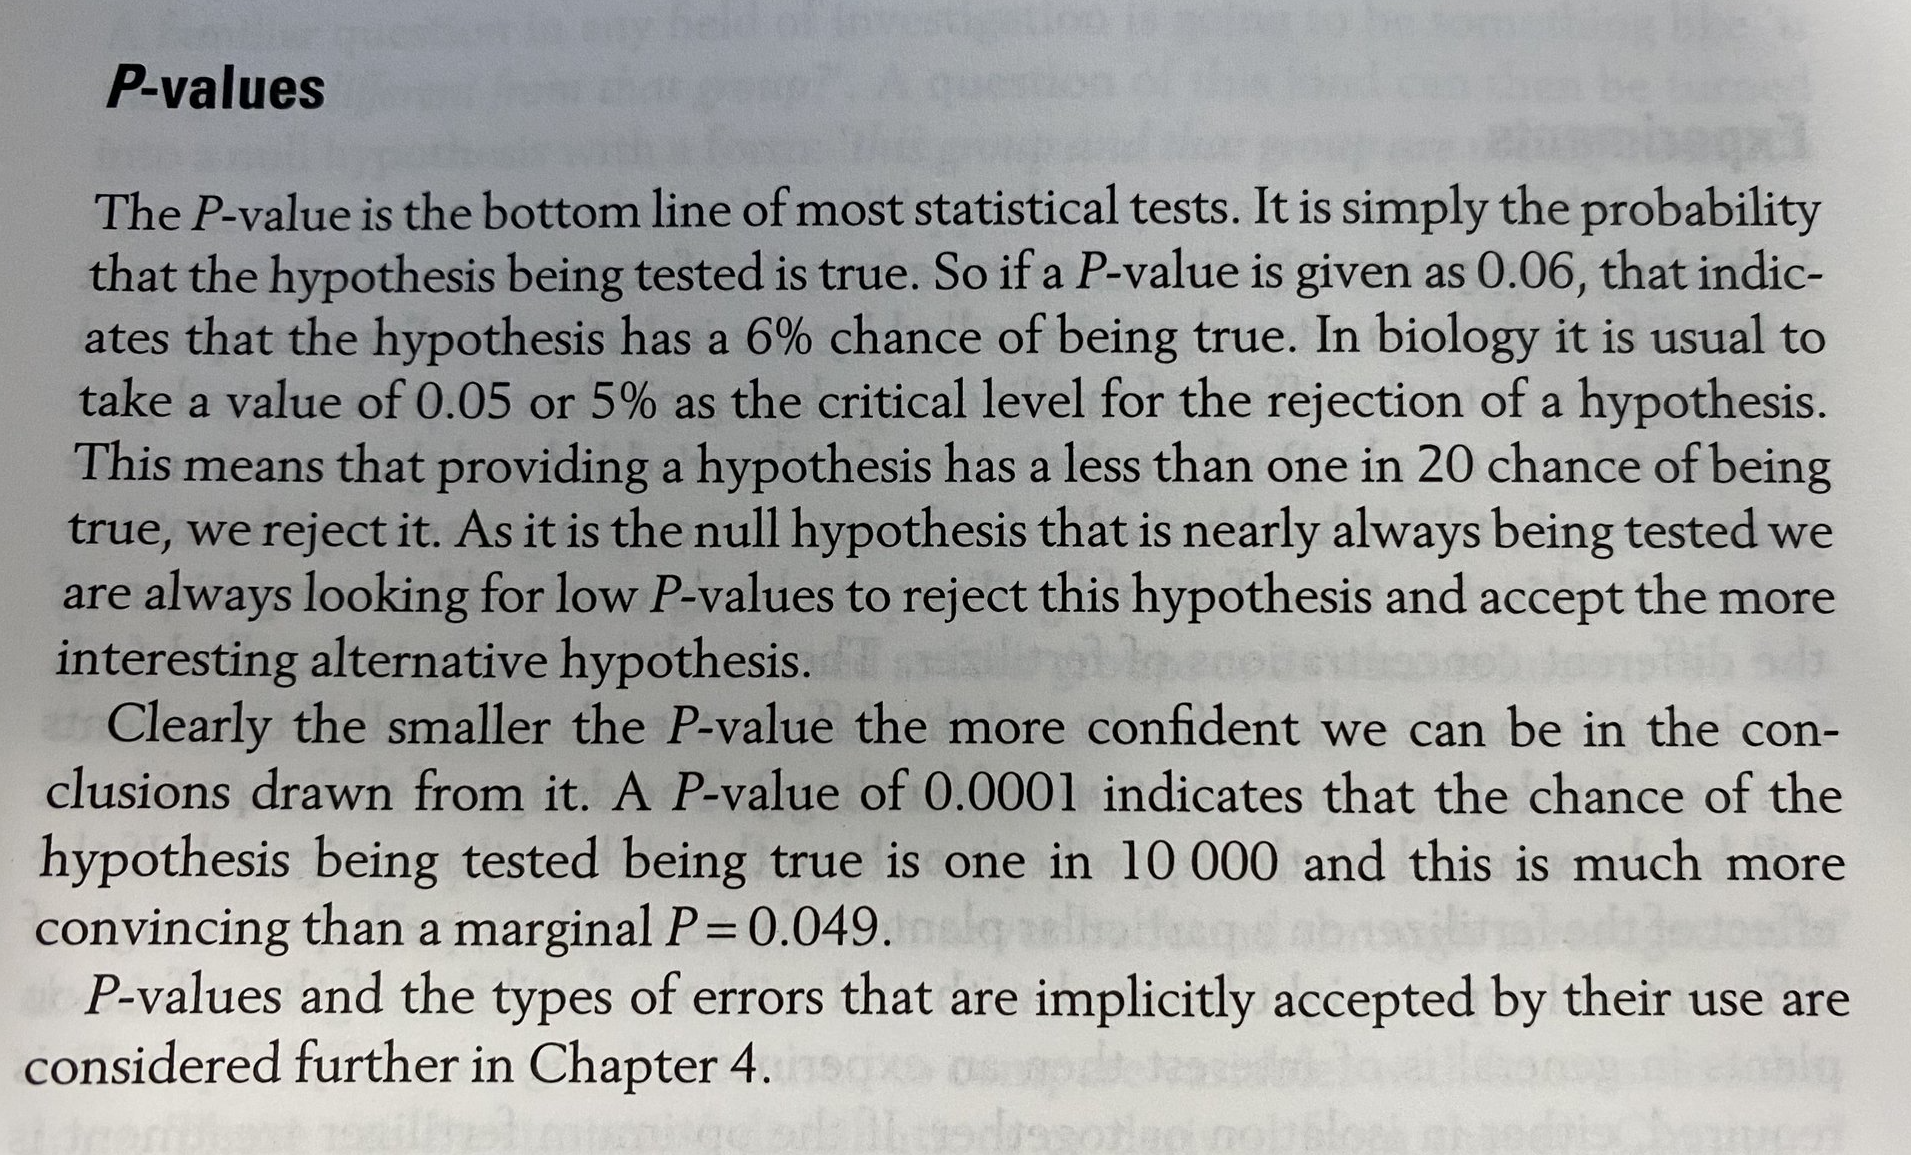 P-values
The P-value is the bottom line of most statistical tests. It is simply the probability
that the hypothesis being tested is true. So if a P-value is given as 0.06, that indic-
ates that the hypothesis has a 6% chance of being true. In biology it is usual to
take a value of 0.05 or 5% as the critical level for the rejection of a hypothesis.
This means that providing a hypothesis has a less than one in 20 chance of being
true, we reject it. As it is the null hypothesis that is nearly always being tested we
are always looking for low P-values to reject this hypothesis and accept the more
interesting alternative hypothesis.
Clearly the smaller the P-value the more confident we can be in the con-
clusions drawn from it. A P-value of 0.0001 indicates that the chance of the
hypothesis being tested being true is one in 10 000 and this is much more
convincing than a marginal P = 0.049.
P-values and the types of errors that are implicitly accepted by their use are
considered further in Chapter 4.